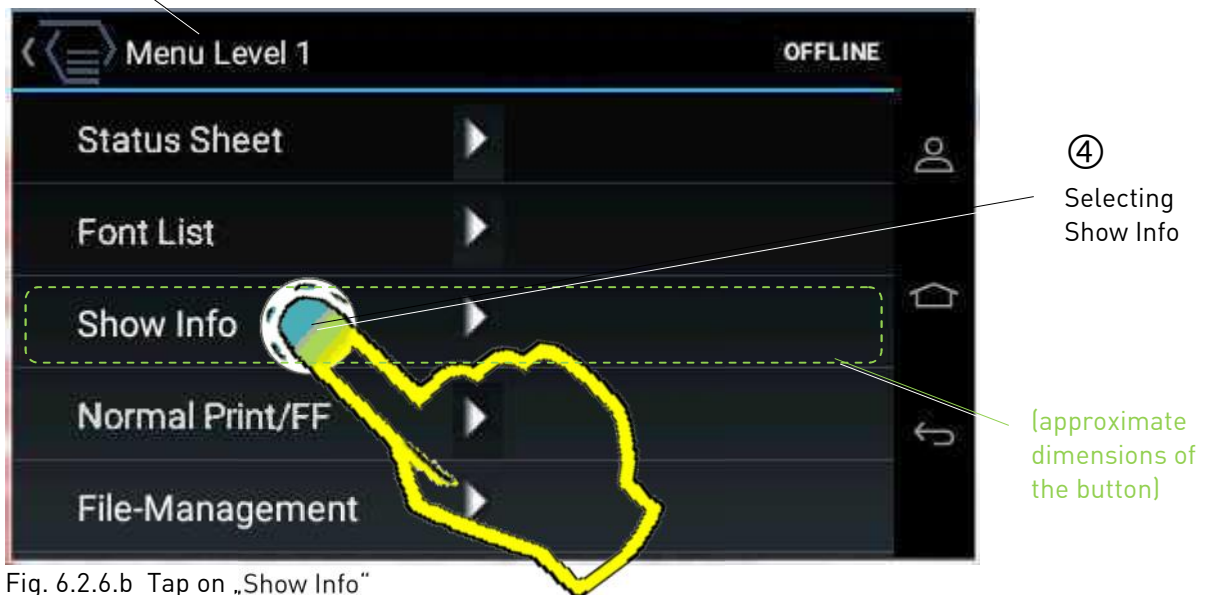 Menu Level 1
OFFLINE
Status Sheet
Font List
Show Info
Normal Print/FF
File-Management
④
Selecting
Show Info
(approximate
dimensions of
the button)
Fig. 6.2.6.b Tap on „Show Info“